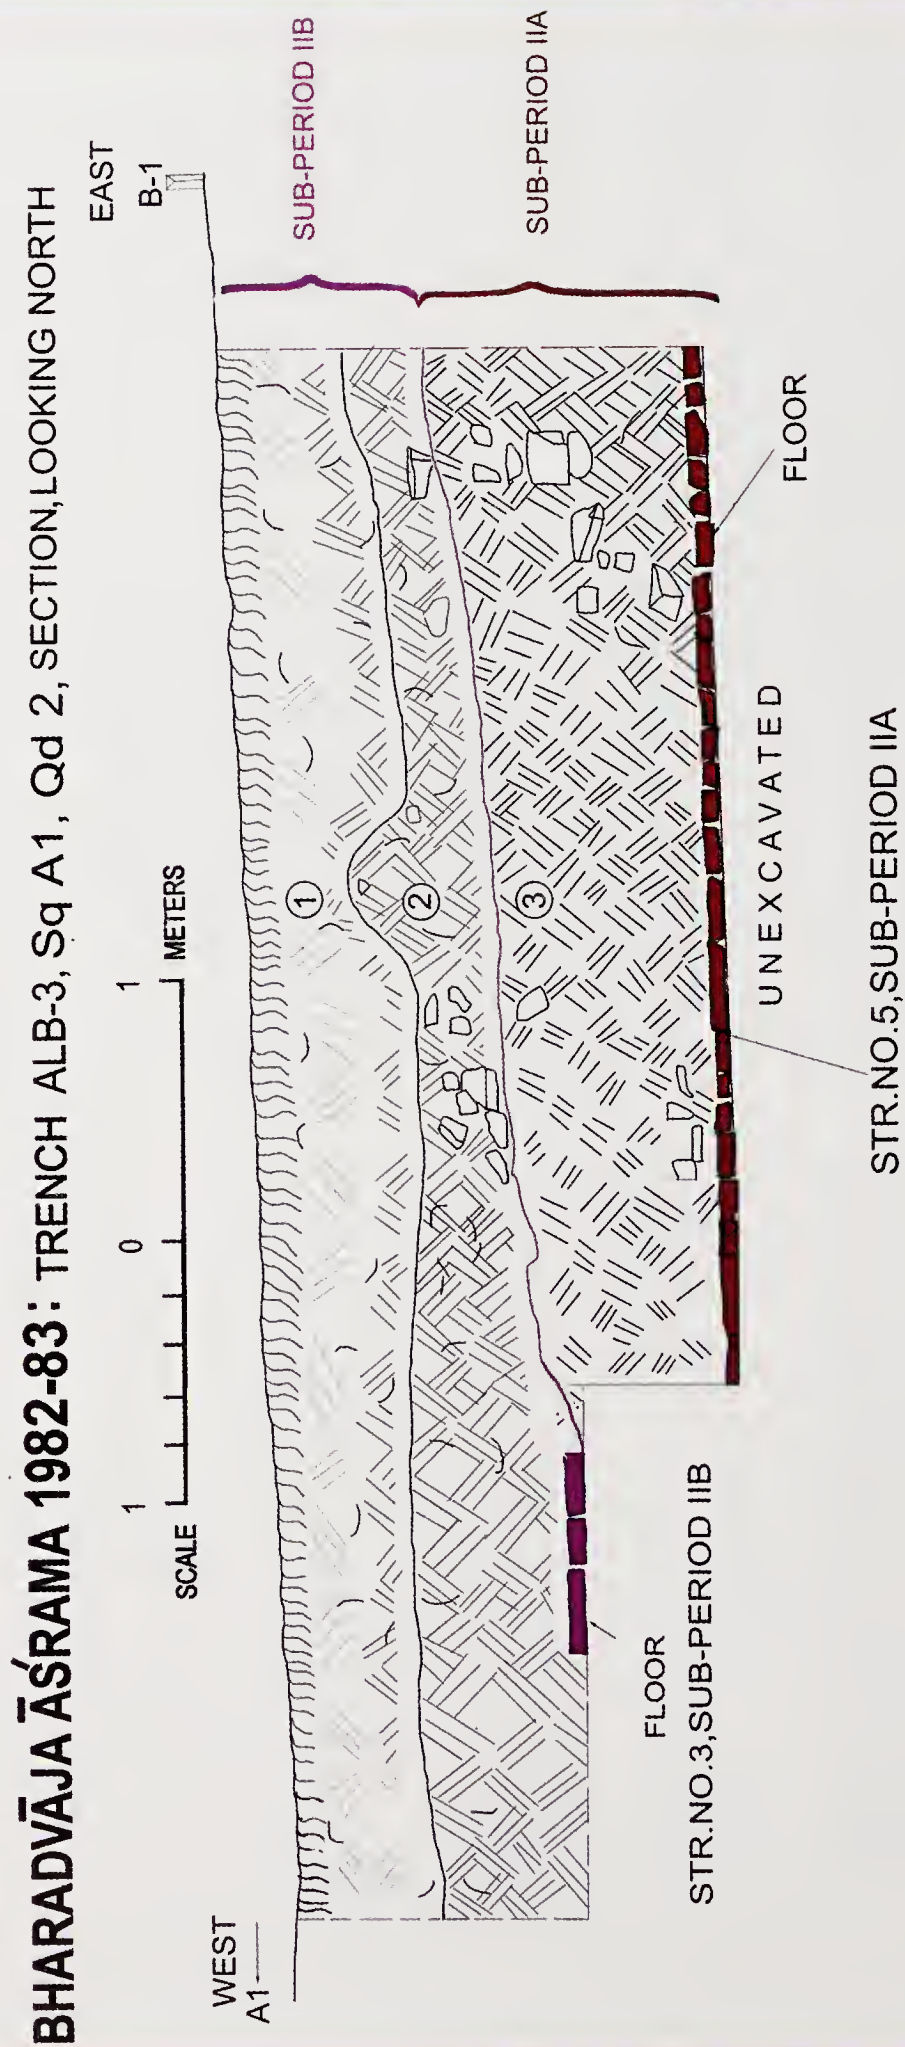 BHARADVĀJA ĀŚRAMA 1982-83: TRENCH ALB-3, Sq A1, Qd 2, SECTION, LOOKING NORTH
SCALE 1 0 1 METERS
WEST
A1
EAST
B-1
SUB-PERIOD IIB
SUB-PERIOD IIA
1
2
3
FLOOR
STR.NO.3,SUB-PERIOD IIB
UNEXCAVATED
FLOOR
STR.NO.5,SUB-PERIOD IIA